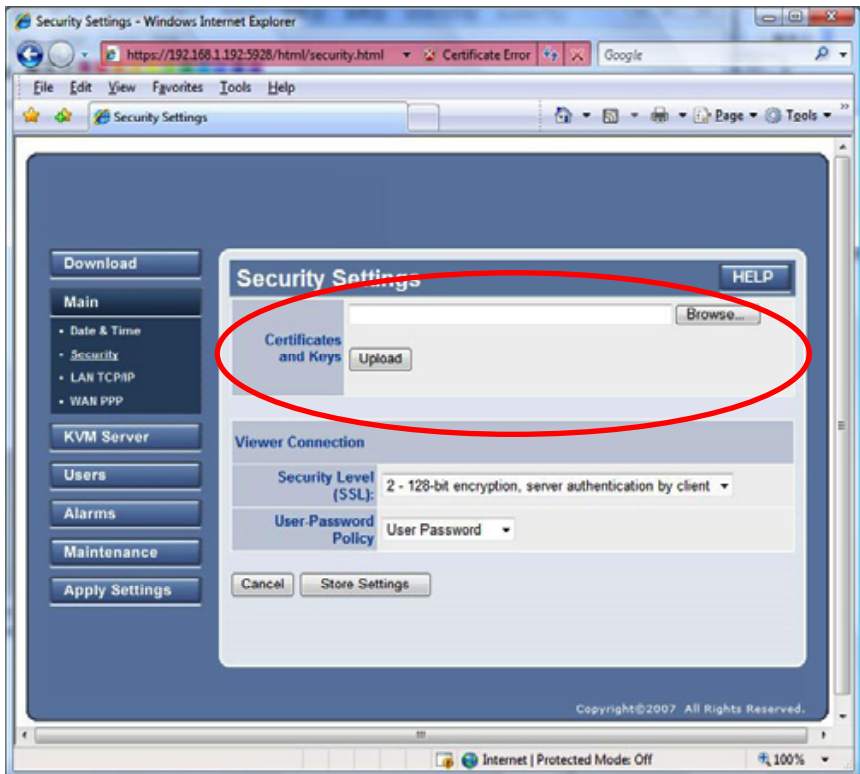 Security Settings - Windows Internet Explorer
https://192.168.1.192:5928/html/security.html Certificate Error Google
File Edit View Favorites Tools Help
Security Settings Page Tools
Download
Main
Date & Time
Security
LAN TCP/IP
WAN PPP
KVM Server
Users
Alarms
Maintenance
Apply Settings
Security Settings HELP
Certificates
and Keys
Browse...
Upload
Viewer Connection
Security Level
(SSL):
2 - 128-bit encryption, server authentication by client
User-Password
Policy
User Password
Cancel Store Settings
Copyright©2007 All Rights Reserved.
Internet | Protected Mode: Off 100%